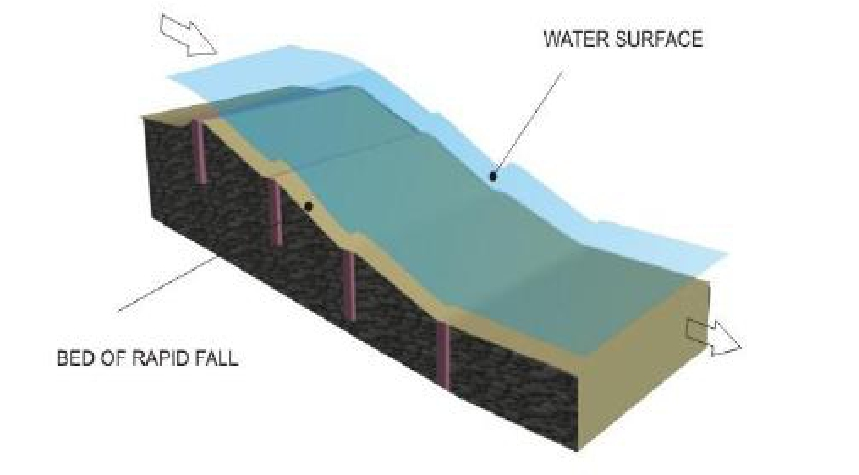 WATER SURFACE
BED OF RAPID FALL